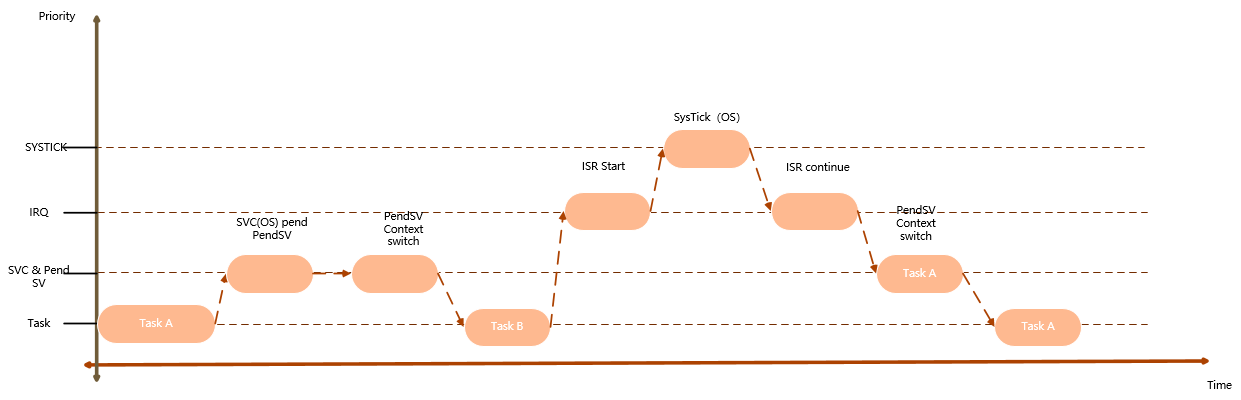 Priority
SysTick（OS）
SYSTICK
ISR Start
ISR continue
IRQ
SVC(OS) pend
PendSV
PendSV
Context
switch
PendSV
Context
switch
SVC & Pend
SV
Task A
Task
Task A
Task B
Task A
Time